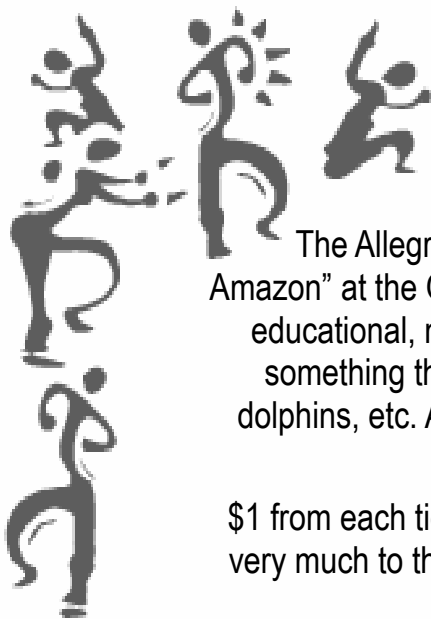 The Allegr
Amazon” at the
educational,
something th
dolphins, etc. A
$1 from each ti
very much to th